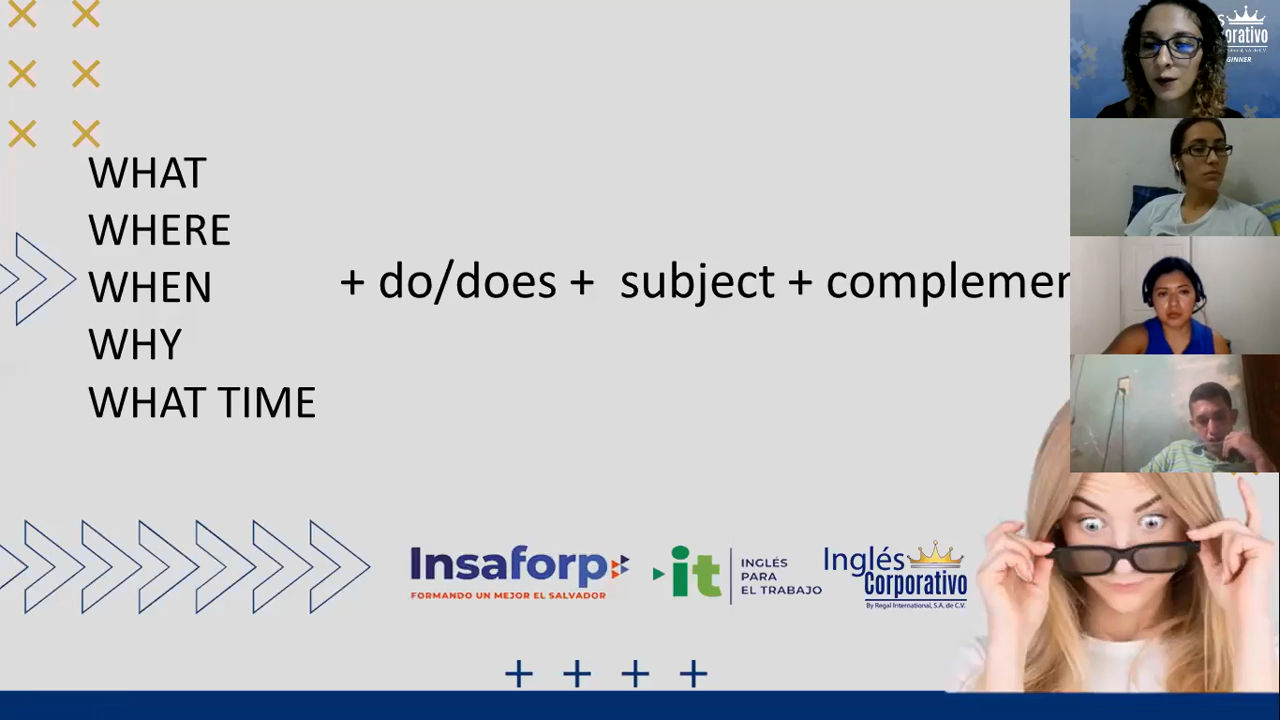 WHAT
WHERE
WHEN
WHY
WHAT TIME
+ do/does + subject + complemen
Insaforp
FORMANDO UN MEJOR EL SALVADOR
it
INGLÉS
PARA
EL TRABAJO
Inglés
Corporativo
By Regal International, S.A. de C.V.
s
orativo
GINNER